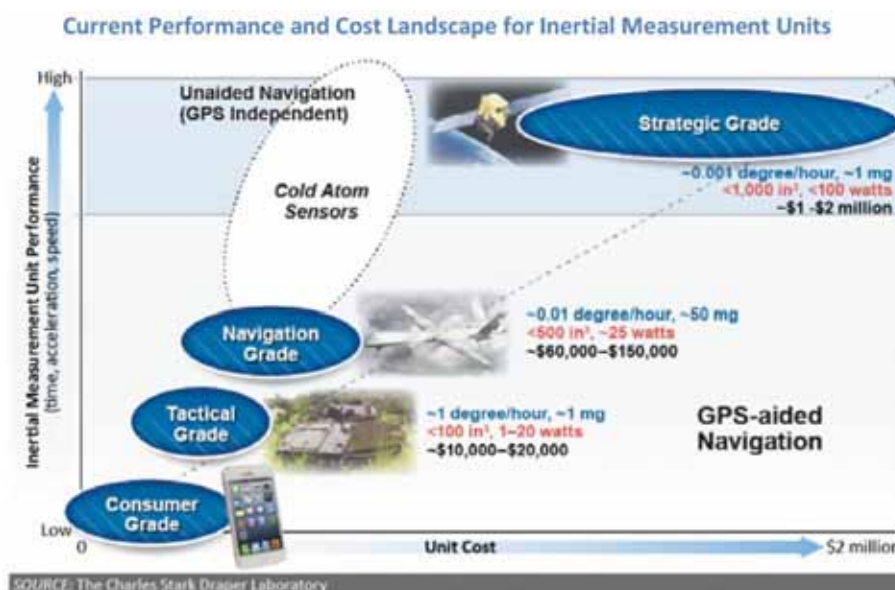 Current Performance and Cost Landscape for Inertial Measurement Units
High
Unaided Navigation
(GPS Independent)
Strategic Grade
~0.001 degree/hour, ~1 mg
<1,000 in³, <100 watts
~$1 -$2 million
Cold Atom
Sensors
Inertial Measurement Unit Performance
(time, acceleration, speed)
Navigation
Grade
~0.01 degree/hour, ~50 mg
<500 in³, ~25 watts
~$60,000–$150,000
Tactical
Grade
~1 degree/hour, ~1 mg
<100 in³, 1–20 watts
~$10,000–$20,000
GPS-aided
Navigation
Consumer
Grade
Low
0
Unit Cost
$2 million
SOURCE: The Charles Stark Draper Laboratory